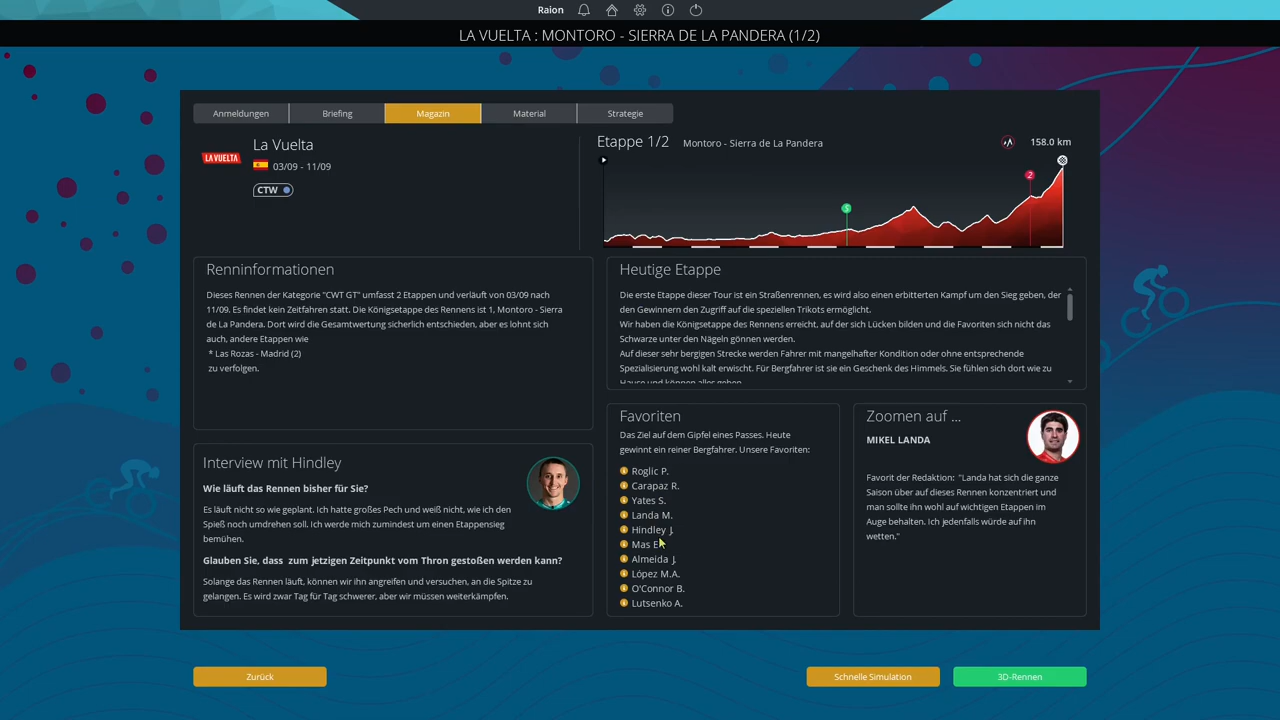 Raion
LA VUELTA : MONTORO - SIERRA DE LA PANDERA (1/2)
Anmeldungen
Briefing
Magazin
Material
Strategie
LA VUELTA
La Vuelta
03/09 - 11/09
CTW
Etappe 1/2
Montoro - Sierra de La Pandera
158.0 km
S
2
Renninformationen
Dieses Rennen der Kategorie "CWT GT" umfasst 2 Etappen und verläuft von 03/09 nach
11/09. Es findet kein Zeitfahren statt. Die Königsetappe des Rennens ist 1, Montoro - Sierra
de La Pandera. Dort wird die Gesamtwertung sicherlich entschieden, aber es lohnt sich
auch, andere Etappen wie
* Las Rozas - Madrid (2)
zu verfolgen.
Heutige Etappe
Die erste Etappe dieser Tour ist ein Straßenrennen, es wird also einen erbitterten Kampf um den Sieg geben, der
den Gewinnern den Zugriff auf die speziellen Trikots ermöglicht.
Wir haben die Königsetappe des Rennens erreicht, auf der sich Lücken bilden und die Favoriten sich nicht das
Schwarze unter den Nägeln gönnen werden.
Auf dieser sehr bergigen Strecke werden Fahrer mit mangelhafter Kondition oder ohne entsprechende
Spezialisierung wohl kalt erwischt. Für Bergfahrer ist sie ein Geschenk des Himmels. Sie fühlen sich dort wie zu
Hause und können alles geben.
Interview mit Hindley
Wie läuft das Rennen bisher für Sie?
Es läuft nicht so wie geplant. Ich hatte großes Pech und weiß nicht, wie ich den
Spieß noch umdrehen soll. Ich werde mich zumindest um einen Etappensieg
bemühen.
Glauben Sie, dass zum jetzigen Zeitpunkt vom Thron gestoßen werden kann?
Solange das Rennen läuft, können wir ihn angreifen und versuchen, an die Spitze zu
gelangen. Es wird zwar Tag für Tag schwerer, aber wir müssen weiterkämpfen.
Favoriten
Das Ziel auf dem Gipfel eines Passes. Heute
gewinnt ein reiner Bergfahrer. Unsere Favoriten:
Roglic P.
Carapaz R.
Yates S.
Landa M.
Hindley J.
Mas E.
Almeida J.
López M.A.
O'Connor B.
Lutsenko A.
Zoomen auf ...
MIKEL LANDA
Favorit der Redaktion: "Landa hat sich die ganze
Saison über auf dieses Rennen konzentriert und
man sollte ihn wohl auf wichtigen Etappen im
Auge behalten. Ich jedenfalls würde auf ihn
wetten."
Zurück
Schnelle Simulation
3D-Rennen